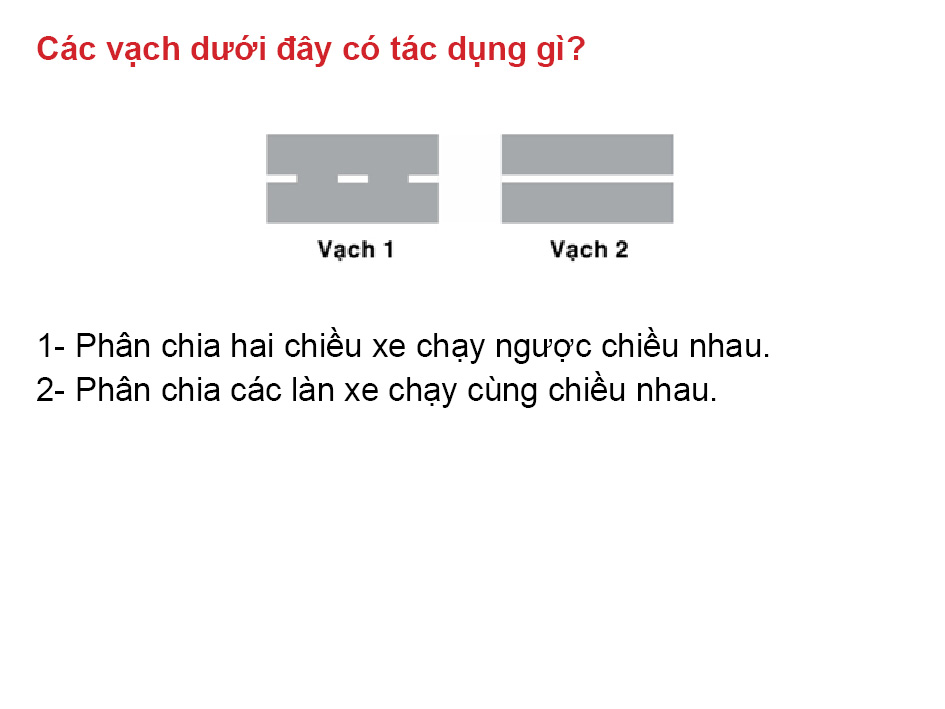 Các vạch dưới đây có tác dụng gì?
Vạch 1 Vạch 2
1- Phân chia hai chiều xe chạy ngược chiều nhau.
2- Phân chia các làn xe chạy cùng chiều nhau.